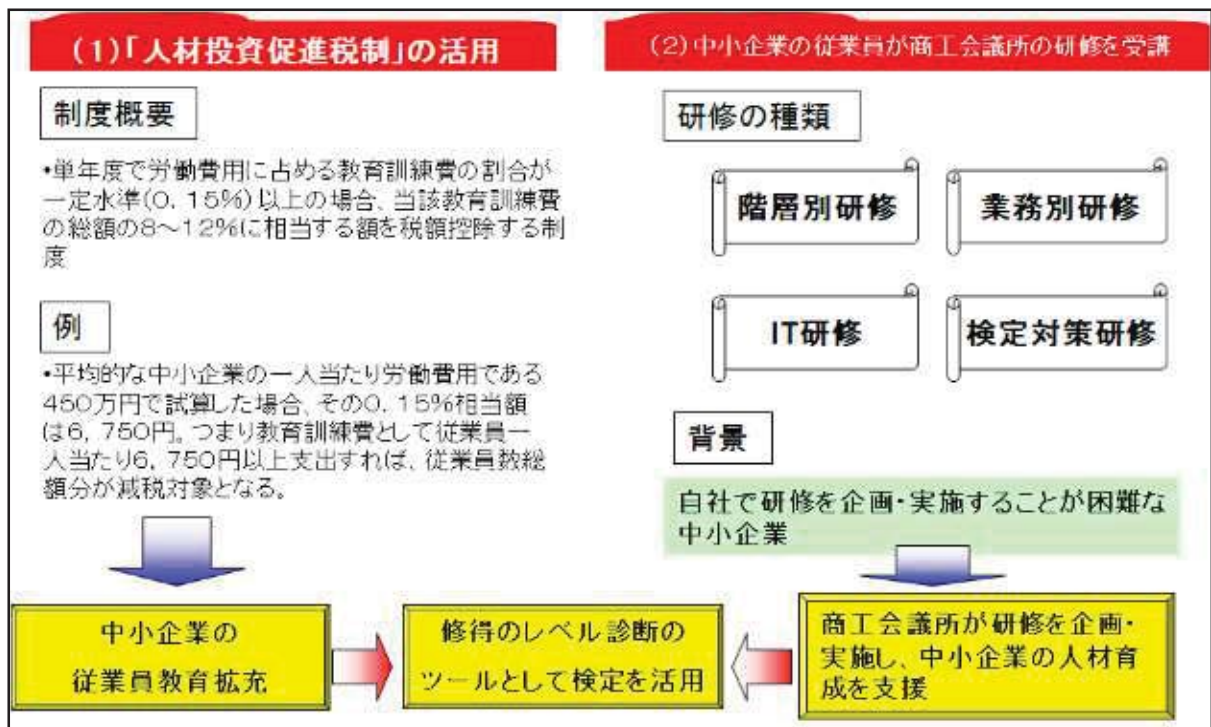 (1)「人材投資促進税制」の活用
制度概要
・単年度で労働費用に占める教育訓練費の割合が
一定水準(0．15%)以上の場合、当該教育訓練費
の総額の8～12%に相当する額を税額控除する制
度
例
・平均的な中小企業の一人当たり労働費用である
450万円で試算した場合、その0．15%相当額
は6，750円。つまり教育訓練費として従業員一
人当たり6，750円以上支出すれば、従業員数総
額分が減税対象となる。
中小企業の
従業員教育拡充
修得のレベル診断の
ツールとして検定を活用
(2)中小企業の従業員が商工会議所の研修を受講
研修の種類
階層別研修
業務別研修
IT研修
検定対策研修
背景
自社で研修を企画・実施することが困難な
中小企業
商工会議所が研修を企画・
実施し、中小企業の人材育
成を支援